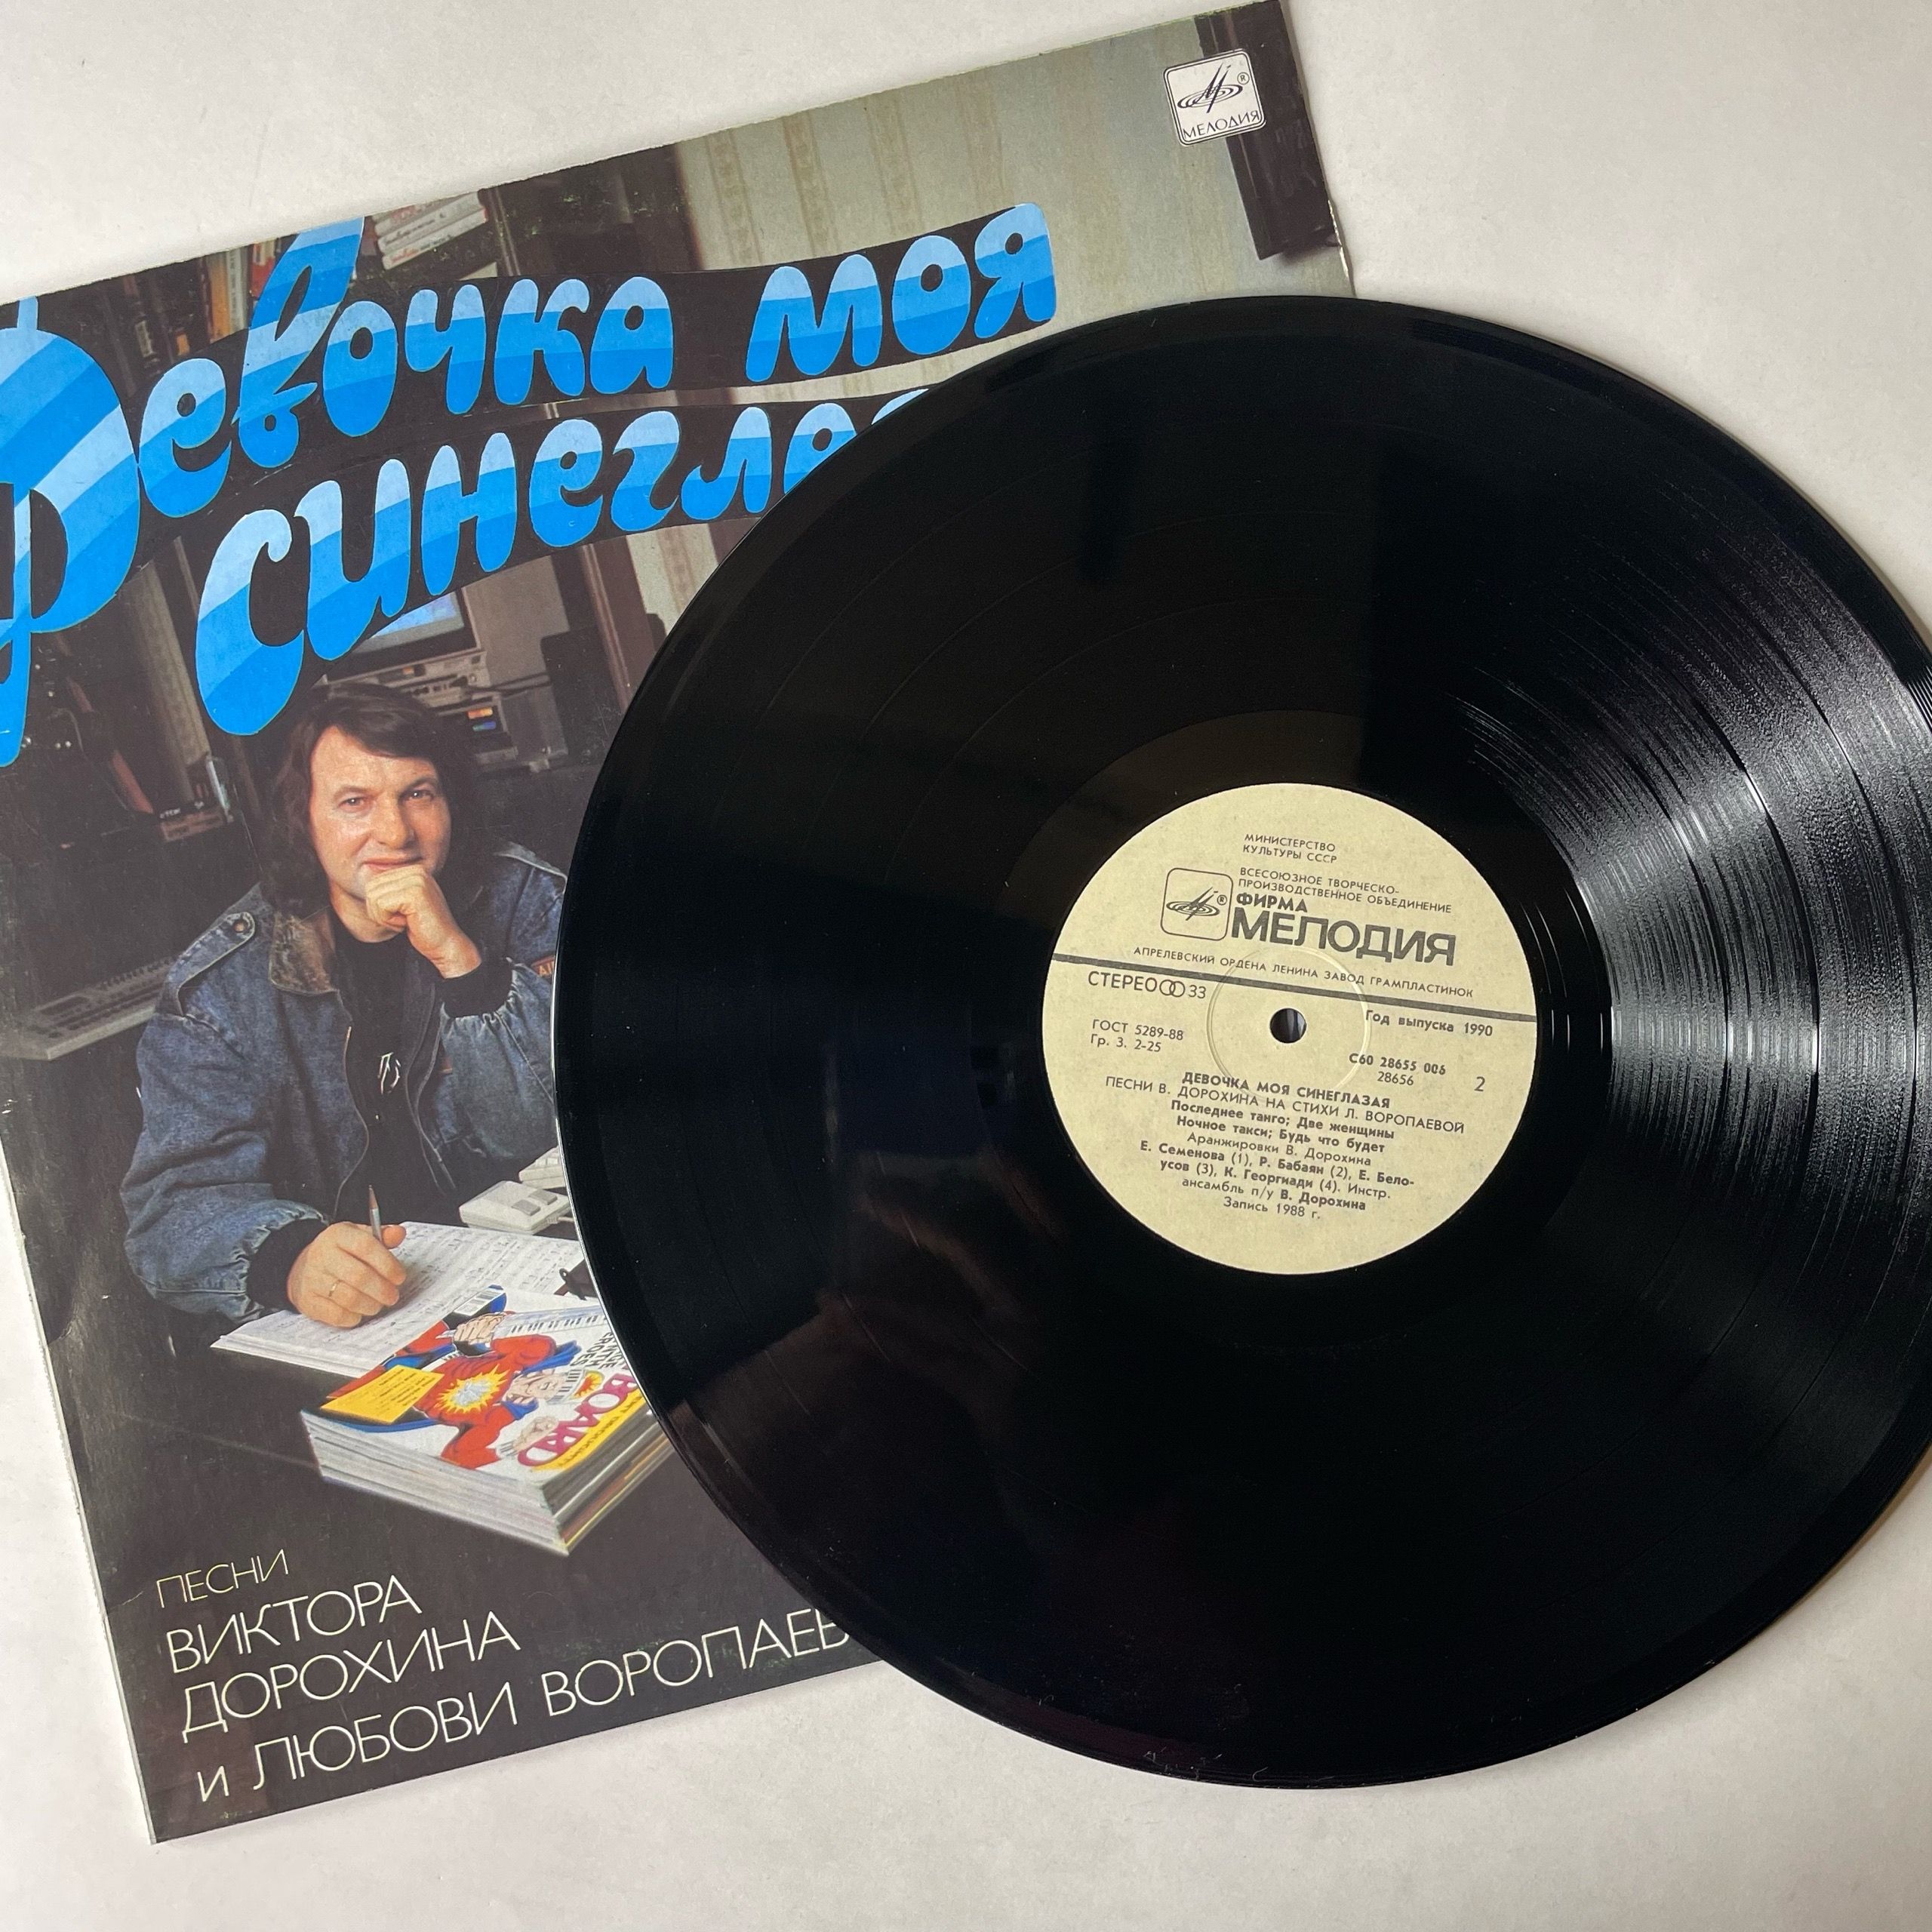 МЕЛОДИЯ
Девочка моя
ПЕСНИ
ВИКТОРА
ДОРОХИНА
и ЛЮБОВИ
МИНИСТЕРСТВО
КУЛЬТУРЫ СССР
ВСЕСОЮЗНОЕ ТВОРЧЕСКО-
ПРОИЗВОДСТВЕННОЕ ОБЪЕДИНЕНИЕ
ФИРМА
МЕЛОДИЯ
АПРЕЛЕВСКИЙ ОРДЕНА ЛЕНИНА ЗАВОД ГРАМПЛАСТИНОК
СТЕРЕО 33
Год выпуска 1990
ГОСТ 5289-88
Гр. 3. 2-25
С60 28655 006
28656
2
ДЕВОЧКА МОЯ СИНЕГЛАЗАЯ
ПЕСНИ В. ДОРОХИНА НА СТИХИ Л. ВОРОПАЕВОЙ
Последнее танго; Две женщины
Ночное такси; Будь что будет
Аранжировки В. Дорохина
Е. Семенова (1), Р. Бабаян (2), Е. Бело-
усов (3), К. Георгиади (4). Инстр.
ансамбль п/у В. Дорохина
Запись 1988 г.